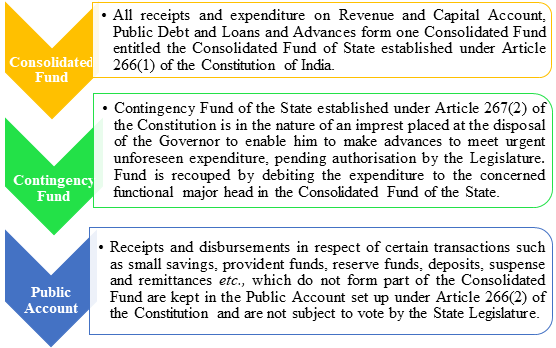 Consolidated
Fund
• All receipts and expenditure on Revenue and Capital Account,
Public Debt and Loans and Advances form one Consolidated Fund
entitled the Consolidated Fund of State established under Article
266(1) of the Constitution of India.
Contingency
Fund
• Contingency Fund of the State established under Article 267(2) of
the Constitution is in the nature of an imprest placed at the disposal
of the Governor to enable him to make advances to meet urgent
unforeseen expenditure, pending authorisation by the Legislature.
Fund is recouped by debiting the expenditure to the concerned
functional major head in the Consolidated Fund of the State.
Public
Account
• Receipts and disbursements in respect of certain transactions such
as small savings, provident funds, reserve funds, deposits, suspense
and remittances etc., which do not form part of the Consolidated
Fund are kept in the Public Account set up under Article 266(2) of
the Constitution and are not subject to vote by the State Legislature.